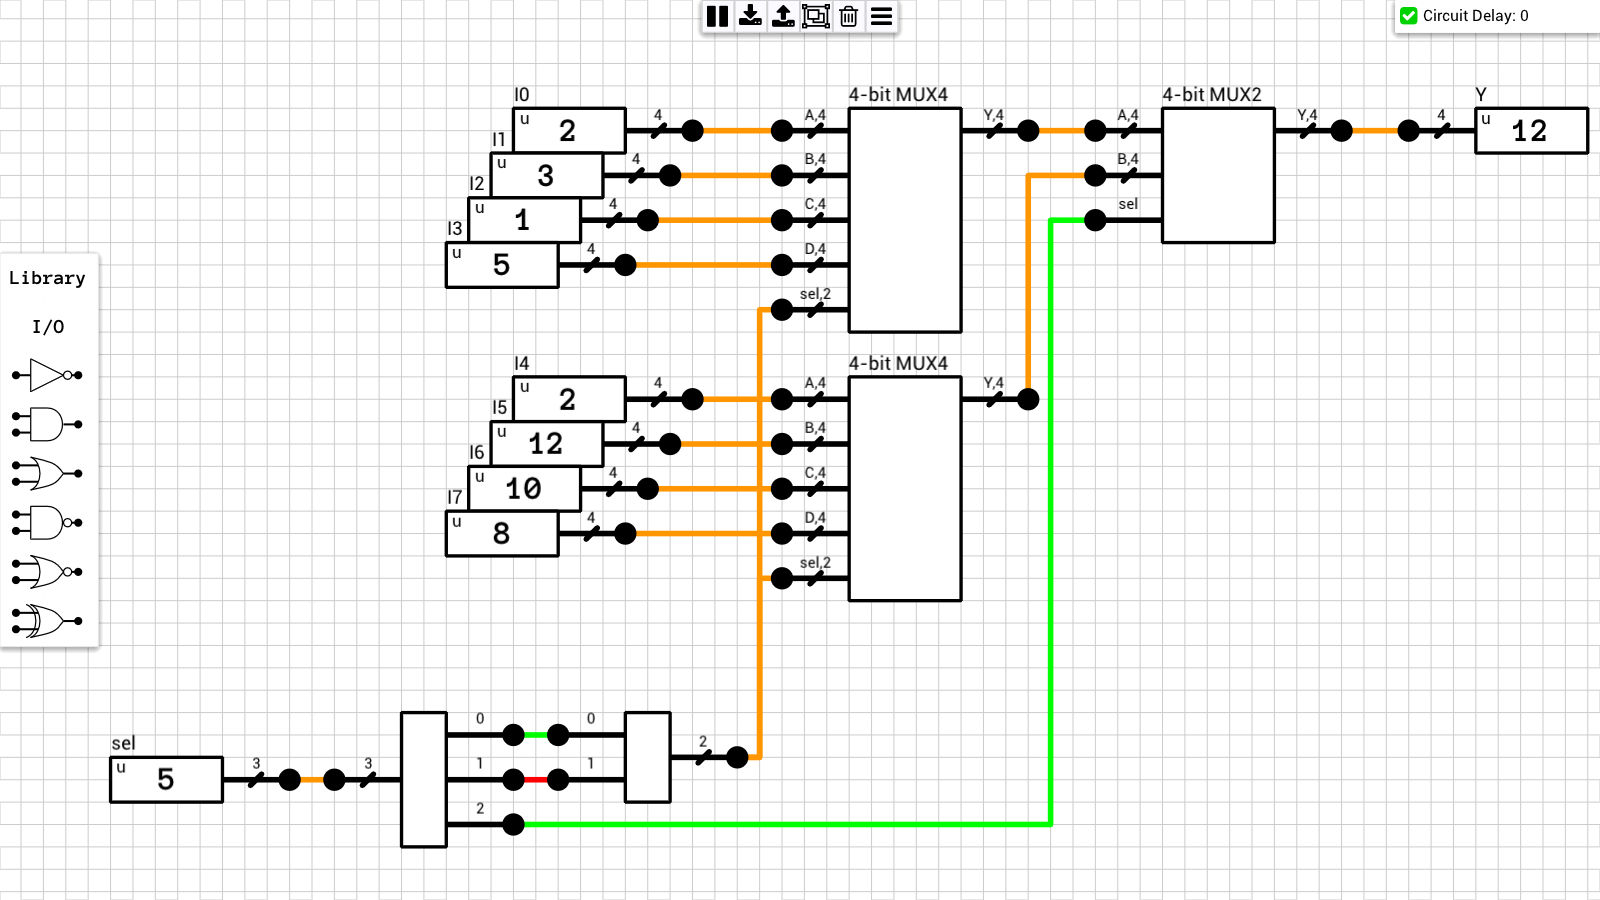 Circuit Delay: 0
I0
4-bit MUX4
4-bit MUX2
Y
u
2
4
A,4
Y,4
A,4
Y,4
4
u
12
I1
u
3
4
B,4
B,4
I2
u
1
4
C,4
sel
I3
u
5
4
D,4
sel,2
Library
I/O
I4
4-bit MUX4
u
2
4
A,4
Y,4
I5
u
12
4
B,4
I6
u
10
4
C,4
I7
u
8
4
D,4
sel,2
sel
u
5
3
3
0
0
1
1
2
2